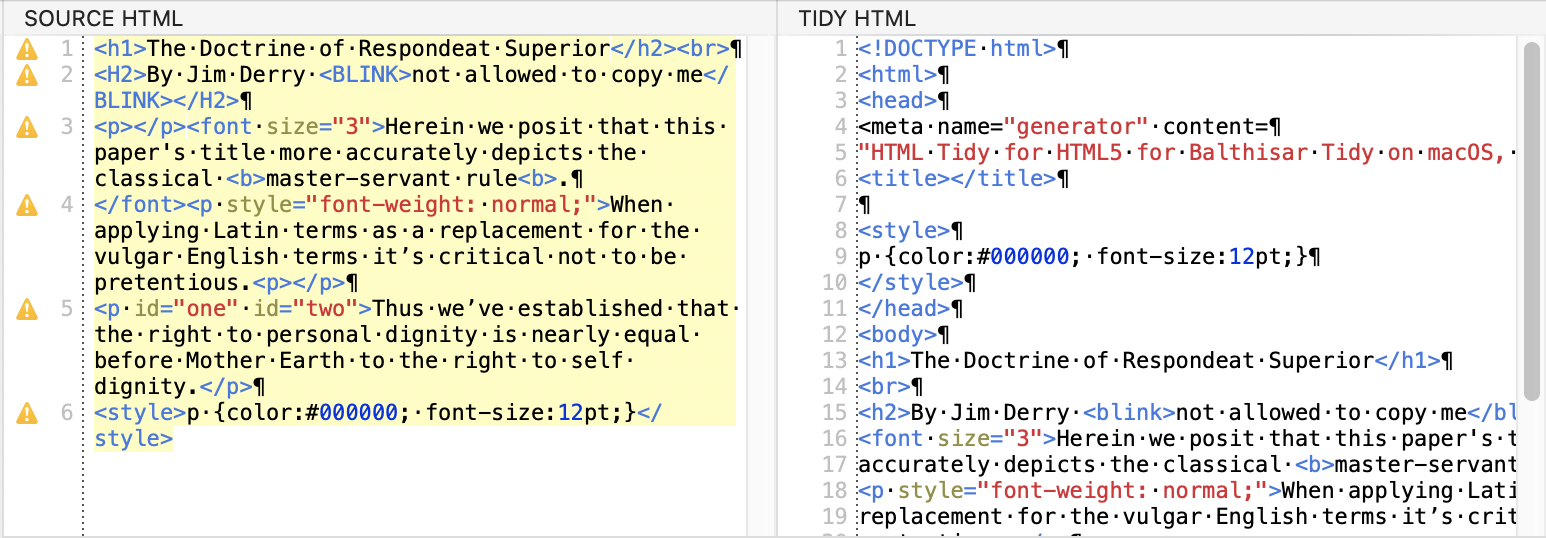 SOURCE HTML
1 <h1>The·Doctrine·of·Respondeat·Superior</h2><br>¶
2 <H2>By·Jim·Derry·<BLINK>not·allowed·to·copy·me</
BLINK></H2>¶
3 <p></p><font·size="3">Herein·we·posit·that·this·
paper's·title·more·accurately·depicts·the·
classical·<b>master-servant·rule<b>.¶
4 </font><p·style="font-weight:·normal;">When·
applying·Latin·terms·as·a·replacement·for·the·
vulgar·English·terms·it’s·critical·not·to·be·
pretentious.<p></p>¶
5 <p·id="one"·id="two">Thus·we’ve·established·that·
the·right·to·personal·dignity·is·nearly·equal·
before·Mother·Earth·to·the·right·to·self·
dignity.</p>¶
6 <style>p·{color:#000000;·font-size:12pt;}</
style>
TIDY HTML
1 <!DOCTYPE·html>¶
2 <html>¶
3 <head>¶
4 <meta·name="generator"·content=¶
5 "HTML·Tidy·for·HTML5·for·Balthisar·Tidy·on·macOS,·
6 <title></title>¶
7 ¶
8 <style>¶
9 p·{color:#000000;·font-size:12pt;}¶
10 </style>¶
11 </head>¶
12 <body>¶
13 <h1>The·Doctrine·of·Respondeat·Superior</h1>¶
14 <br>¶
15 <h2>By·Jim·Derry·<blink>not·allowed·to·copy·me</bl
16 <font·size="3">Herein·we·posit·that·this·paper's·t
17 accurately·depicts·the·classical·<b>master-servant
18 <p·style="font-weight:·normal;">When·applying·Lati
19 replacement·for·the·vulgar·English·terms·it’s·crit